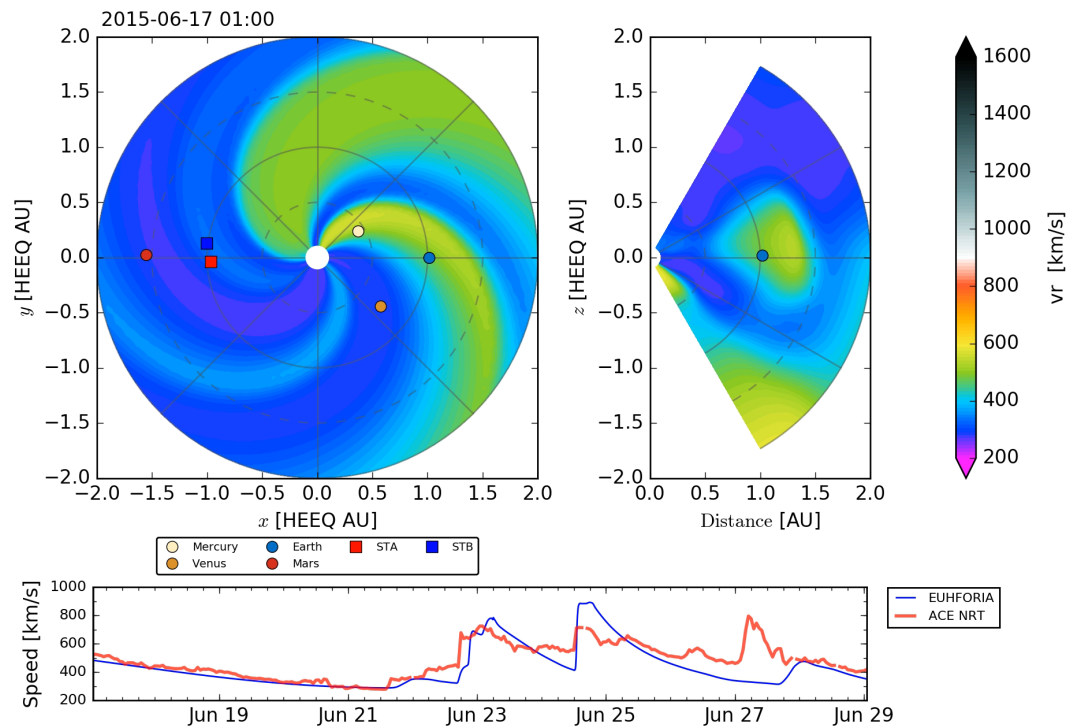 2015-06-17 01:00
2.0
1.5
1.0
0.5
0.0
−0.5
−1.0
−1.5
−2.0
y [HEEQ AU]
−2.0 −1.5 −1.0 −0.5 0.0 0.5 1.0 1.5 2.0
x [HEEQ AU]
2.0
1.5
1.0
0.5
0.0
−0.5
−1.0
−1.5
−2.0
z [HEEQ AU]
0.0 0.5 1.0 1.5 2.0
Distance [AU]
1600
1400
1200
1000
800
600
400
200
vr [km/s]
Mercury Earth STA STB
Venus Mars
1000
800
600
400
200
Speed [km/s]
Jun 19 Jun 21 Jun 23 Jun 25 Jun 27 Jun 29
EUHFORIA
ACE NRT